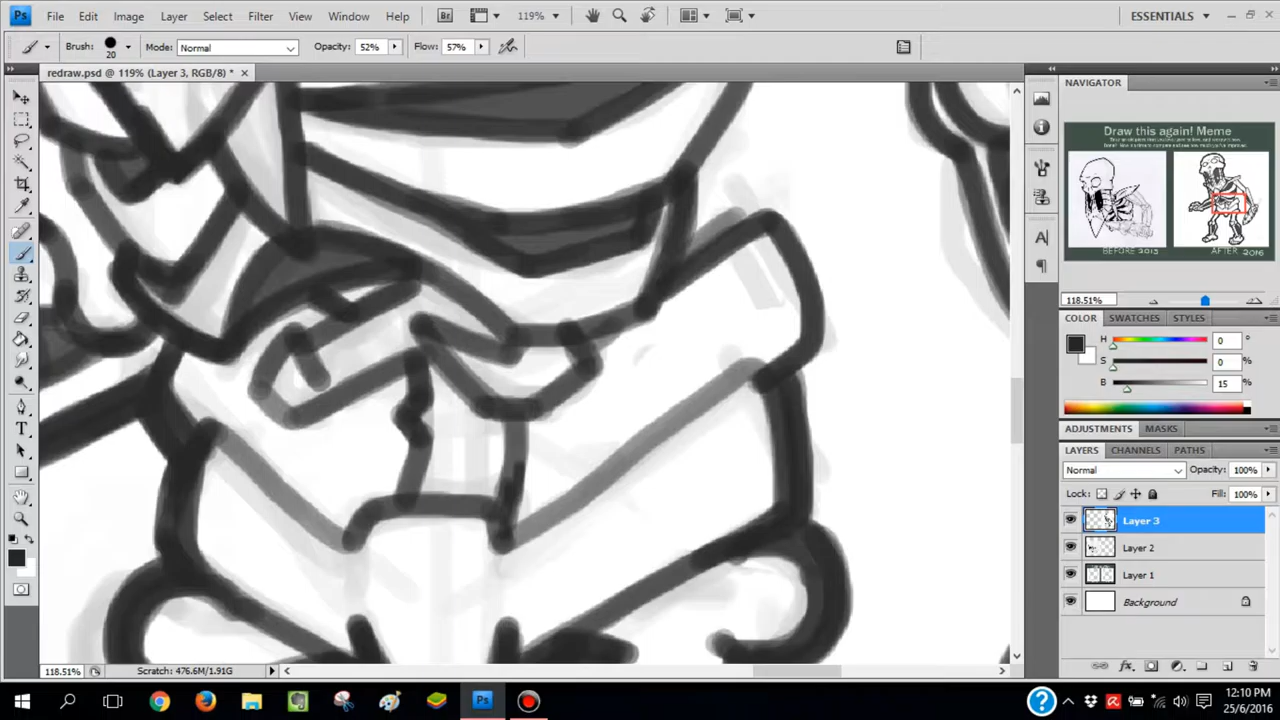 Ps File Edit Image Layer Select Filter View Window Help Br 119% ESSENTIALS
Brush: 20 Mode: Normal Opacity: 52% Flow: 57%
redraw.psd @ 119% (Layer 3, RGB/8) *
NAVIGATOR
Draw this again! Meme
BEFORE 2013 AFTER 2016
118.51%
COLOR SWATCHES STYLES
H 0 °
S 0 %
B 15 %
ADJUSTMENTS MASKS
LAYERS CHANNELS PATHS
Normal Opacity: 100%
Lock: Fill: 100%
Layer 3
Layer 2
Layer 1
Background
118.51% Scratch: 476.6M/1.91G
12:10 PM
25/6/2016